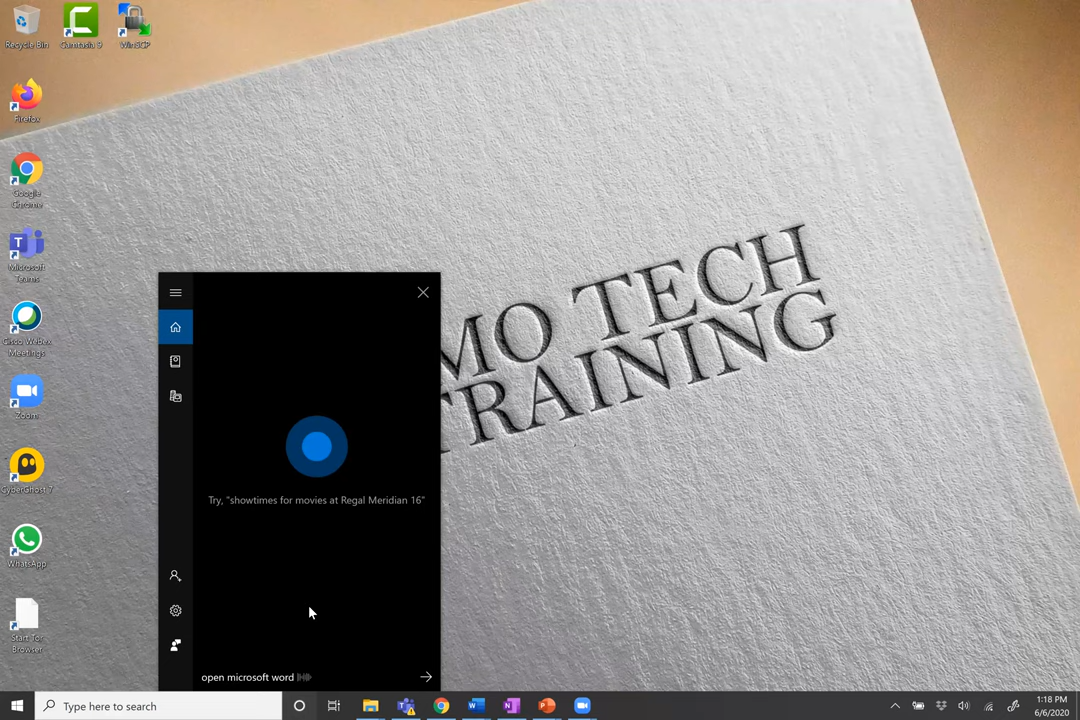 Recycle Bin
Camtasia 9
WinSCP
Firefox
Google
Chrome
Microsoft
Teams
Cisco Webex
Meetings
Zoom
CyberGhost 7
WhatsApp
Start Tor
Browser
MO TECH
TRAINING
Try, "showtimes for movies at Regal Meridian 16"
open microsoft word
Type here to search
1:18 PM
6/6/2020